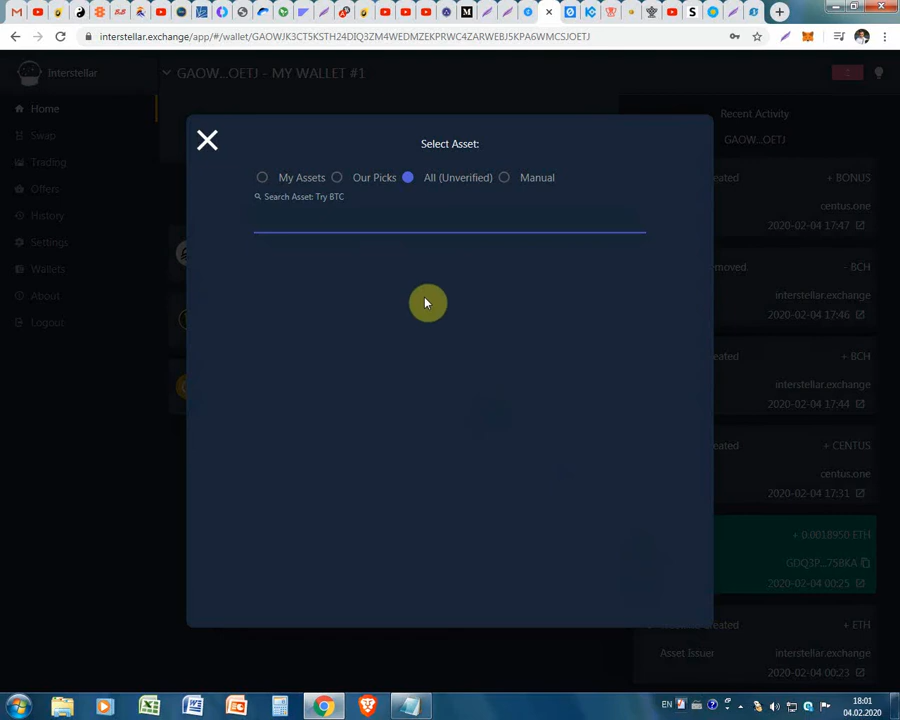 interstellar.exchange/app/#/wallet/GAOWJK3CT5KSTH24DIQ3ZM4WEDMZEKPRWC4ZARWEBJ5KPA6WMCSJOETJ
Interstellar
GAOW...OETJ - MY WALLET #1
Home
Swap
Trading
Offers
History
Settings
Wallets
About
Logout
Select Asset:
My Assets
Our Picks
All (Unverified)
Manual
Search Asset: Try BTC
Recent Activity
GAOW...OETJ
+ BONUS
centus.one
2020-02-04 17:47
- BCH
interstellar.exchange
2020-02-04 17:46
+ BCH
interstellar.exchange
2020-02-04 17:44
+ CENTUS
centus.one
2020-02-04 17:31
+ 0.0018950 ETH
GDQ3P...75BKA
2020-02-04 00:25
+ ETH
Asset Issuer
interstellar.exchange
2020-02-04 00:23
EN
18:01
04.02.2020